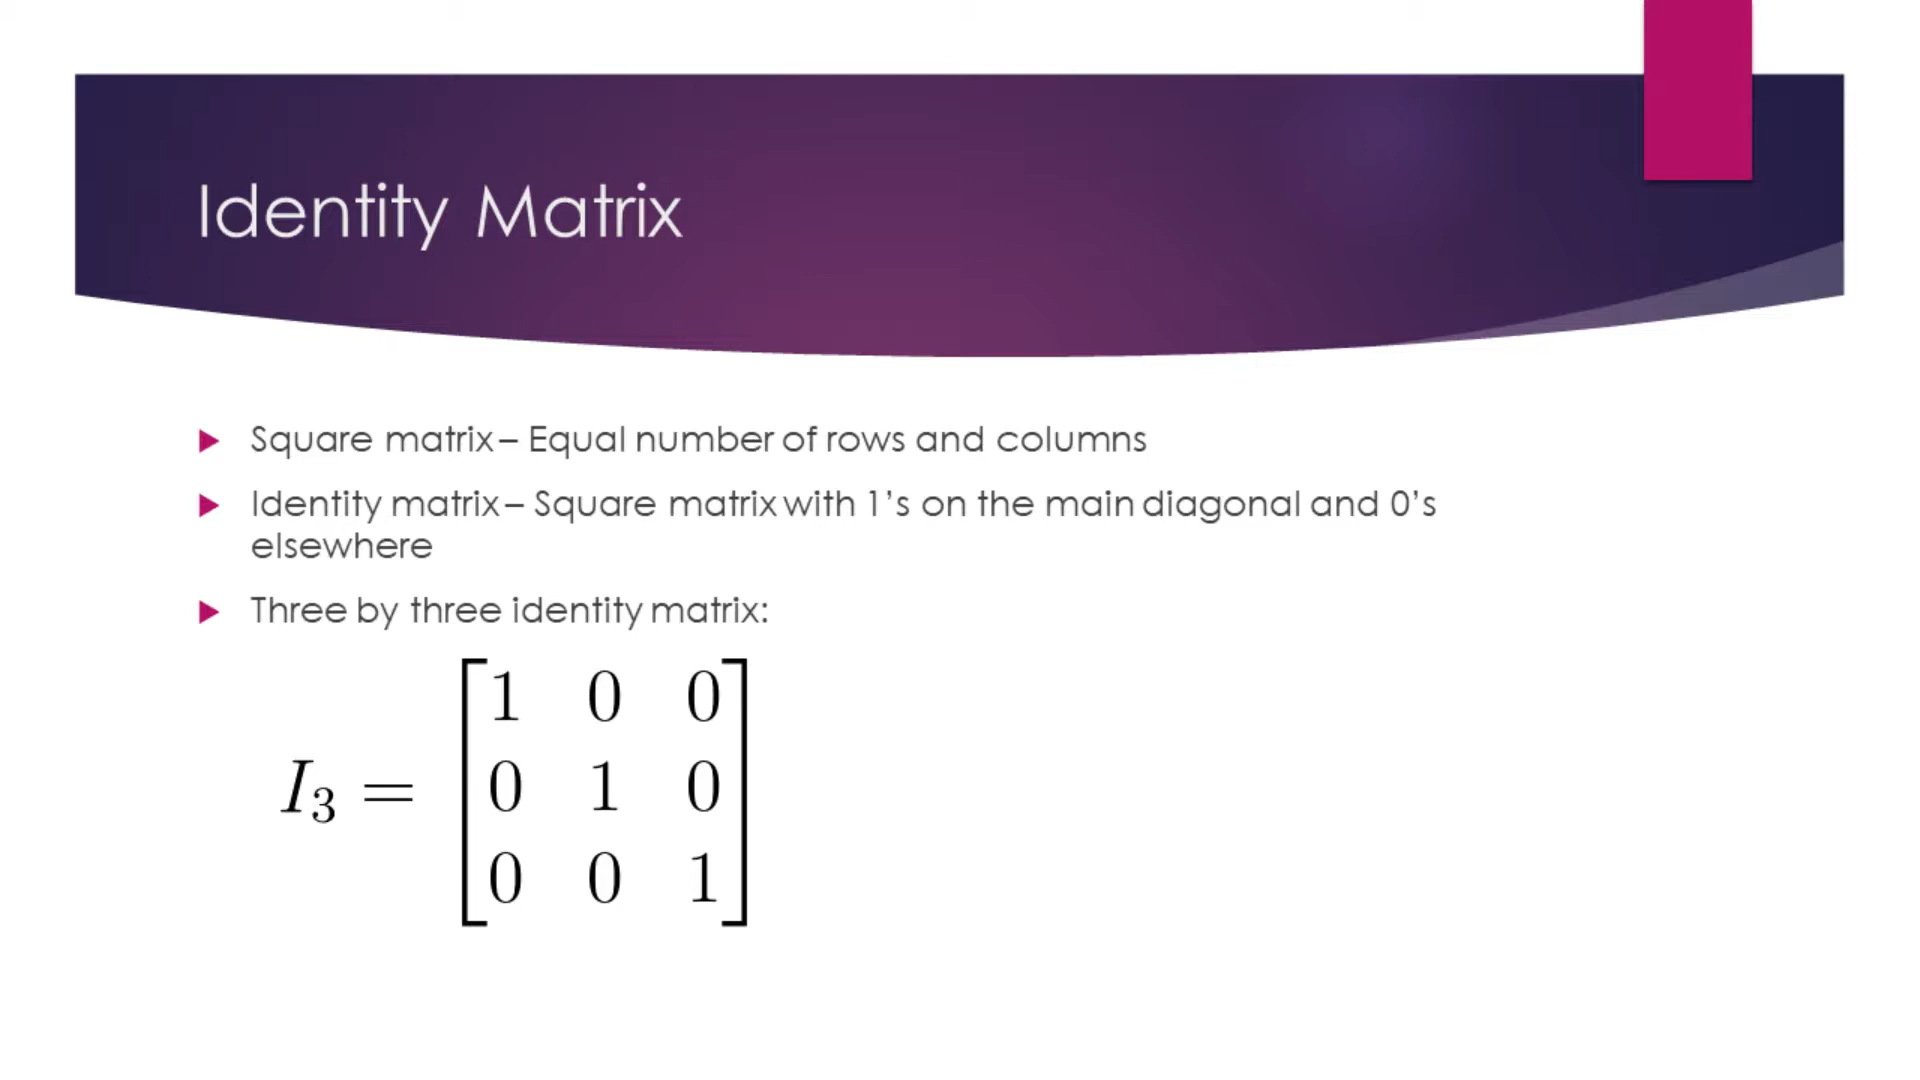 Identity Matrix
Square matrix – Equal number of rows and columns
Identity matrix – Square matrix with 1’s on the main diagonal and 0’s
elsewhere
Three by three identity matrix:
1 0 0
I₃ = 0 1 0
0 0 1